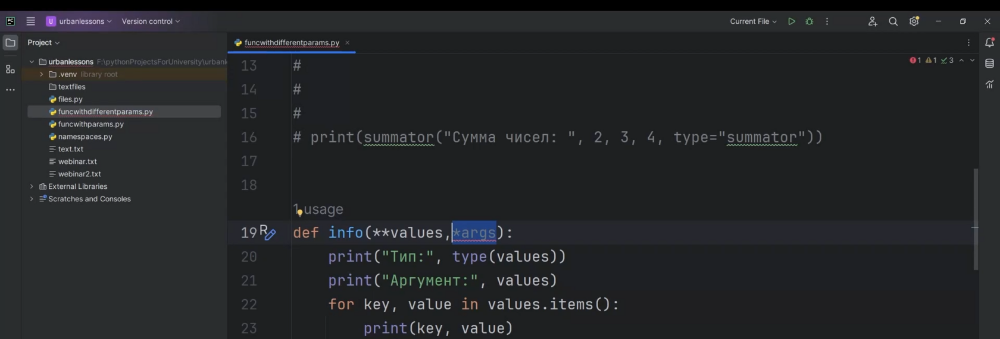 PC
U urbanlessons
Version control
Current File
Project
funcwithdifferentparams.py
urbanlessons F:\pythonProjectsForUniversity\urbanl
.venv library root
textfiles
files.py
funcwithdifferentparams.py
funcwithparams.py
namespaces.py
text.txt
webinar.txt
webinar2.txt
External Libraries
Scratches and Consoles
1 1 3
13 #
14 #
15 #
16 # print(summator("Сумма чисел: ", 2, 3, 4, type="summator"))
17
18
1 usage
19 def info(**values,*args):
20 print("Тип:", type(values))
21 print("Аргумент:", values)
22 for key, value in values.items():
23 print(key, value)